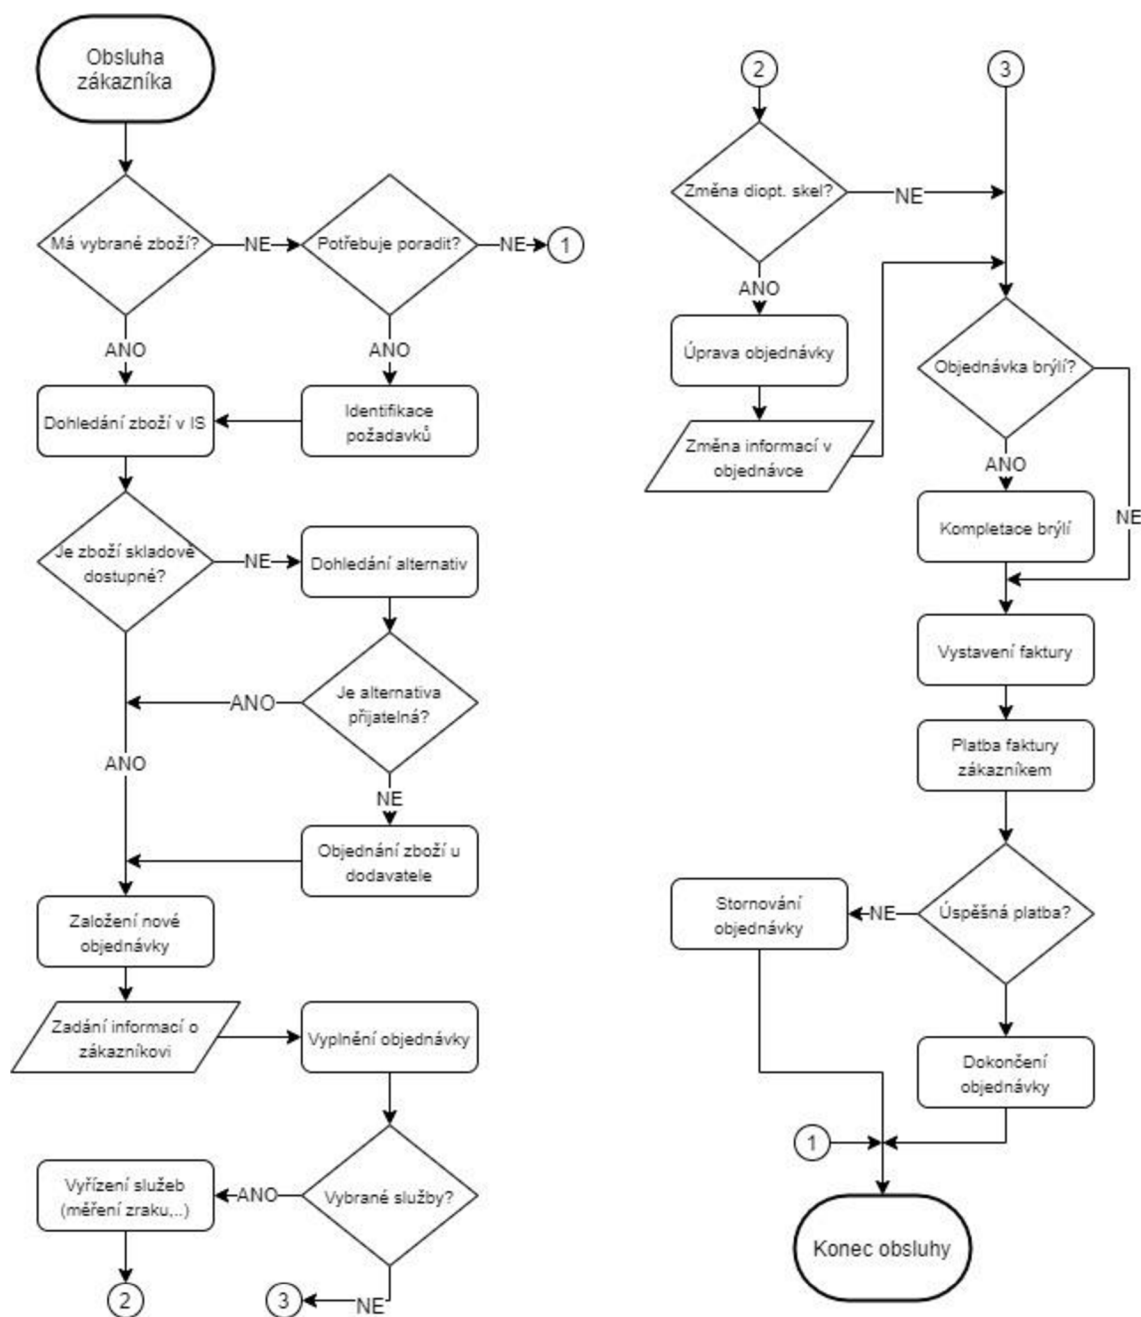 Obsluha
zákazníka
Má vybrané zboží?
NE
Potřebuje poradit?
NE
1
ANO
ANO
Dohledání zboží v IS
Identifikace
požadavků
Je zboží skladově
dostupné?
NE
Dohledání alternativ
ANO
Je alternativa
přijatelná?
ANO
NE
Objednání zboží u
dodavatele
Založení nové
objednávky
Zadání informací o
zákazníkovi
Vyplnění objednávky
Vyřízení služeb
(měření zraku,..)
ANO
Vybrané služby?
2
3
NE
2
3
Změna diopt. skel?
NE
ANO
Úprava objednávky
Objednávka brýlí?
Změna informací v
objednávce
ANO
NE
Kompletace brýlí
Vystavení faktury
Platba faktury
zákazníkem
Stornování
objednávky
NE
Úspěšná platba?
Dokončení
objednávky
1
Konec obsluhy